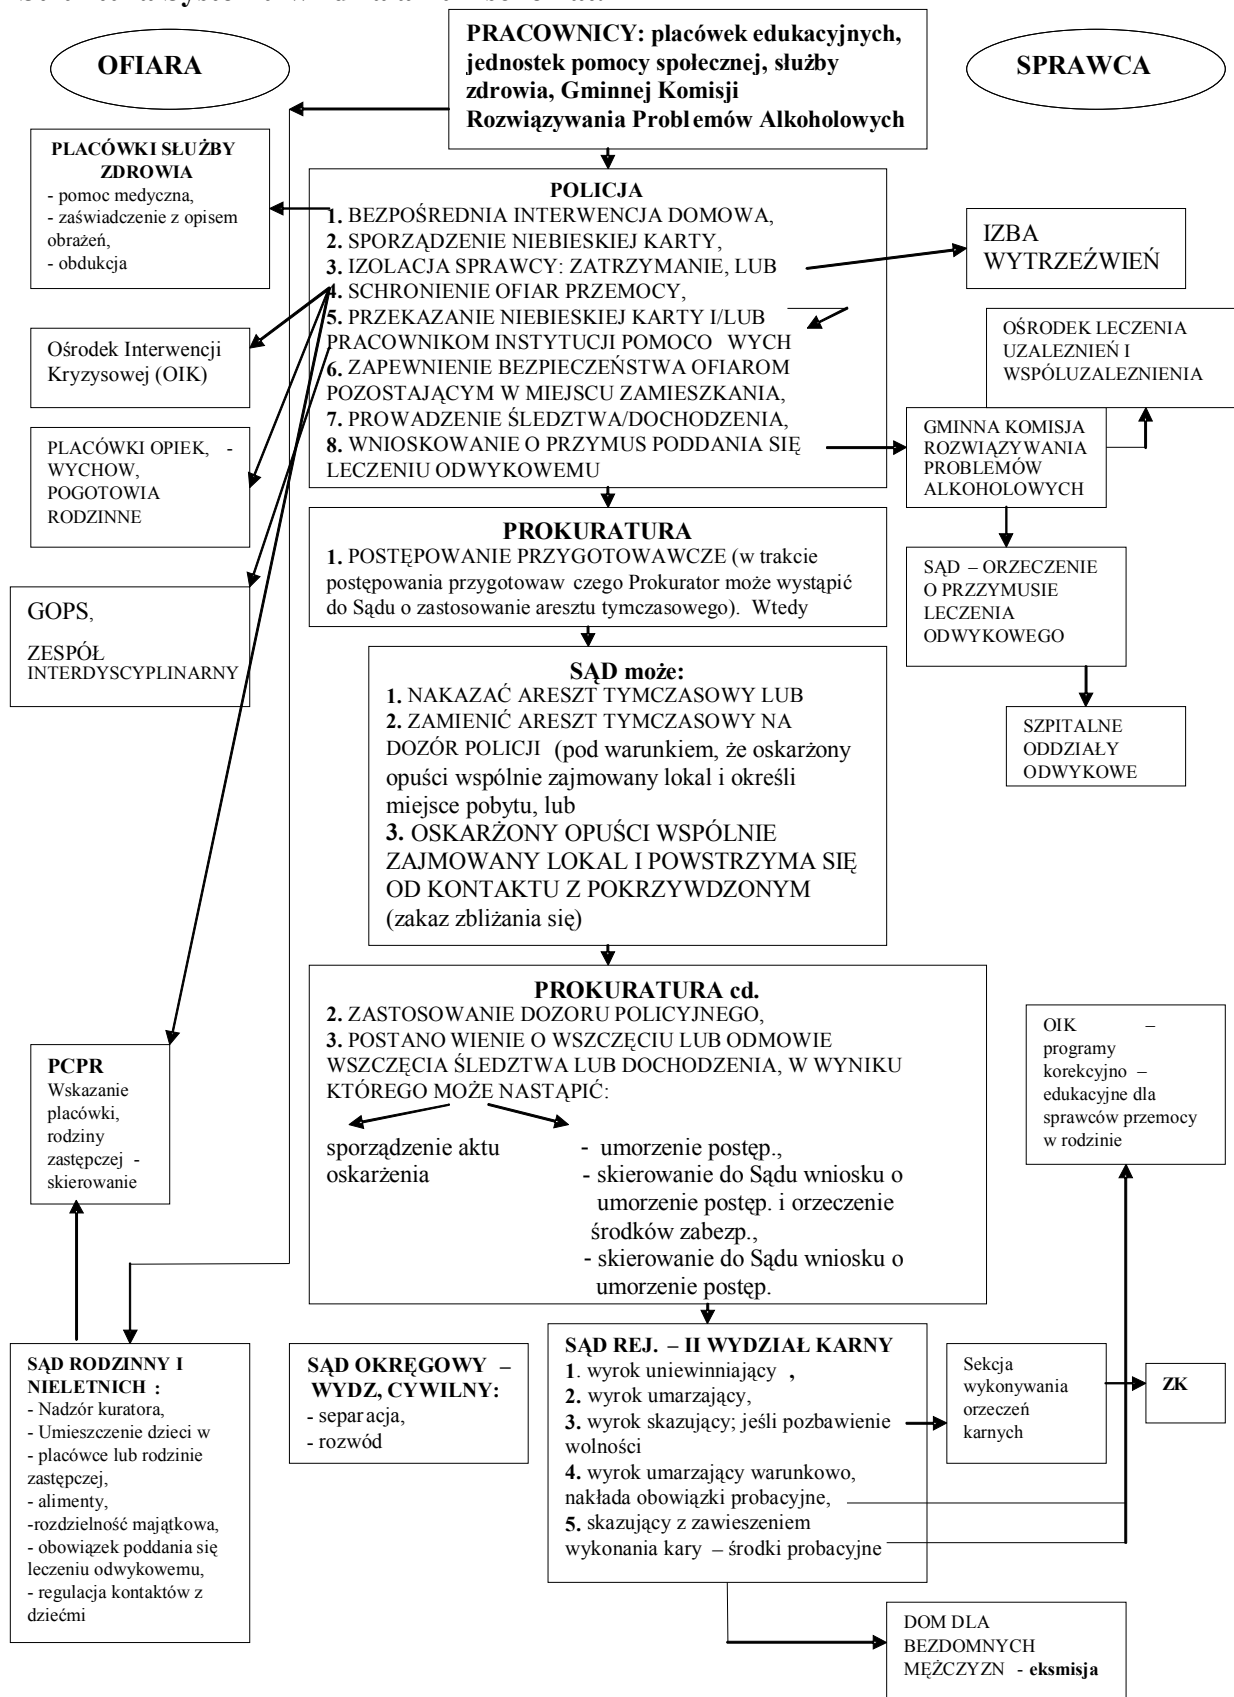 OFIARA
PRACOWNICY: placówek edukacyjnych,
jednostek pomocy społecznej, służby
zdrowia, Gminnej Komisji
Rozwiązywania Problemów Alkoholowych
SPRAWCA
PLACÓWKI SŁUŻBY
ZDROWIA
- pomoc medyczna,
- zaświadczenie z opisem
obrażeń,
- obdukcja
POLICJA
1. BEZPOŚREDNIA INTERWENCJA DOMOWA,
2. SPORZĄDZENIE NIEBIESKIEJ KARTY,
3. IZOLACJA SPRAWCY: ZATRZYMANIE, LUB
4. SCHRONIENIE OFIAR PRZEMOCY,
5. PRZEKAZANIE NIEBIESKIEJ KARTY I/LUB
PRACOWNIKOM INSTYTUCJI POMOCO WYCH
6. ZAPEWNIENIE BEZPIECZEŃSTWA OFIAROM
POZOSTAJĄCYM W MIEJSCU ZAMIESZKANIA,
7. PROWADZENIE ŚLEDZTWA/DOCHODZENIA,
8. WNIOSKOWANIE O PRZYMUS PODDANIA SIĘ
LECZENIU ODWYKOWEMU
IZBA
WYTRZEŹWIEŃ
OŚRODEK LECZENIA
UZALEZNIEŃ I
WSPÓLUZALEZNIENIA
Ośrodek Interwencji
Kryzysowej (OIK)
GMINNA KOMISJA
ROZWIĄZYWANIA
PROBLEMÓW
ALKOHOLOWYCH
PLACÓWKI OPIEK, -
WYCHOW,
POGOTOWIA
RODZINNE
PROKURATURA
1. POSTĘPOWANIE PRZYGOTOWAWCZE (w trakcie
postępowania przygotowaw czego Prokurator może wystąpić
do Sądu o zastosowanie aresztu tymczasowego). Wtedy
SĄD – ORZECZENIE
O PRZZYMUSIE
LECZENIA
ODWYKOWEGO
GOPS,
ZESPÓŁ
INTERDYSCYPLINARNY
SĄD może:
1. NAKAZAĆ ARESZT TYMCZASOWY LUB
2. ZAMIENIĆ ARESZT TYMCZASOWY NA
DOZÓR POLICJI (pod warunkiem, że oskarżony
opuści wspólnie zajmowany lokal i określi
miejsce pobytu, lub
3. OSKARŻONY OPUŚCI WSPÓLNIE
ZAJMOWANY LOKAL I POWSTRZYMA SIĘ
OD KONTAKTU Z POKRZYWDZONYM
(zakaz zbliżania się)
SZPITALNE
ODDZIAŁY
ODWYKOWE
PROKURATURA cd.
2. ZASTOSOWANIE DOZORU POLICYJNEGO,
3. POSTANO WIENIE O WSZCZĘCIU LUB ODMOWIE
WSZCZĘCIA ŚLEDZTWA LUB DOCHODZENIA, W WYNIKU
KTÓREGO MOŻE NASTĄPIĆ:
sporządzenie aktu
oskarżenia
- umorzenie postęp.,
- skierowanie do Sądu wniosku o
umorzenie postęp. i orzeczenie
środków zabezp.,
- skierowanie do Sądu wniosku o
umorzenie postęp.
OIK –
programy
korekcyjno –
edukacyjne dla
sprawców przemocy
w rodzinie
PCPR
Wskazanie
placówki,
rodziny
zastępczej -
skierowanie
SĄD RODZINNY I
NIELETNICH :
- Nadzór kuratora,
- Umieszczenie dzieci w
- placówce lub rodzinie
zastępczej,
- alimenty,
-rozdzielność majątkowa,
- obowiązek poddania się
leczeniu odwykowemu,
- regulacja kontaktów z
dziećmi
SĄD OKRĘGOWY –
WYDZ, CYWILNY:
- separacja,
- rozwód
SĄD REJ. – II WYDZIAŁ KARNY
1. wyrok uniewinniający ,
2. wyrok umarzający,
3. wyrok skazujący; jeśli pozbawienie
wolności
4. wyrok umarzający warunkowo,
nakłada obowiązki probacyjne,
5. skazujący z zawieszeniem
wykonania kary – środki probacyjne
Sekcja
wykonywania
orzeczeń
karnych
ZK
DOM DLA
BEZDOMNYCH
MĘŻCZYZN - eksmisja